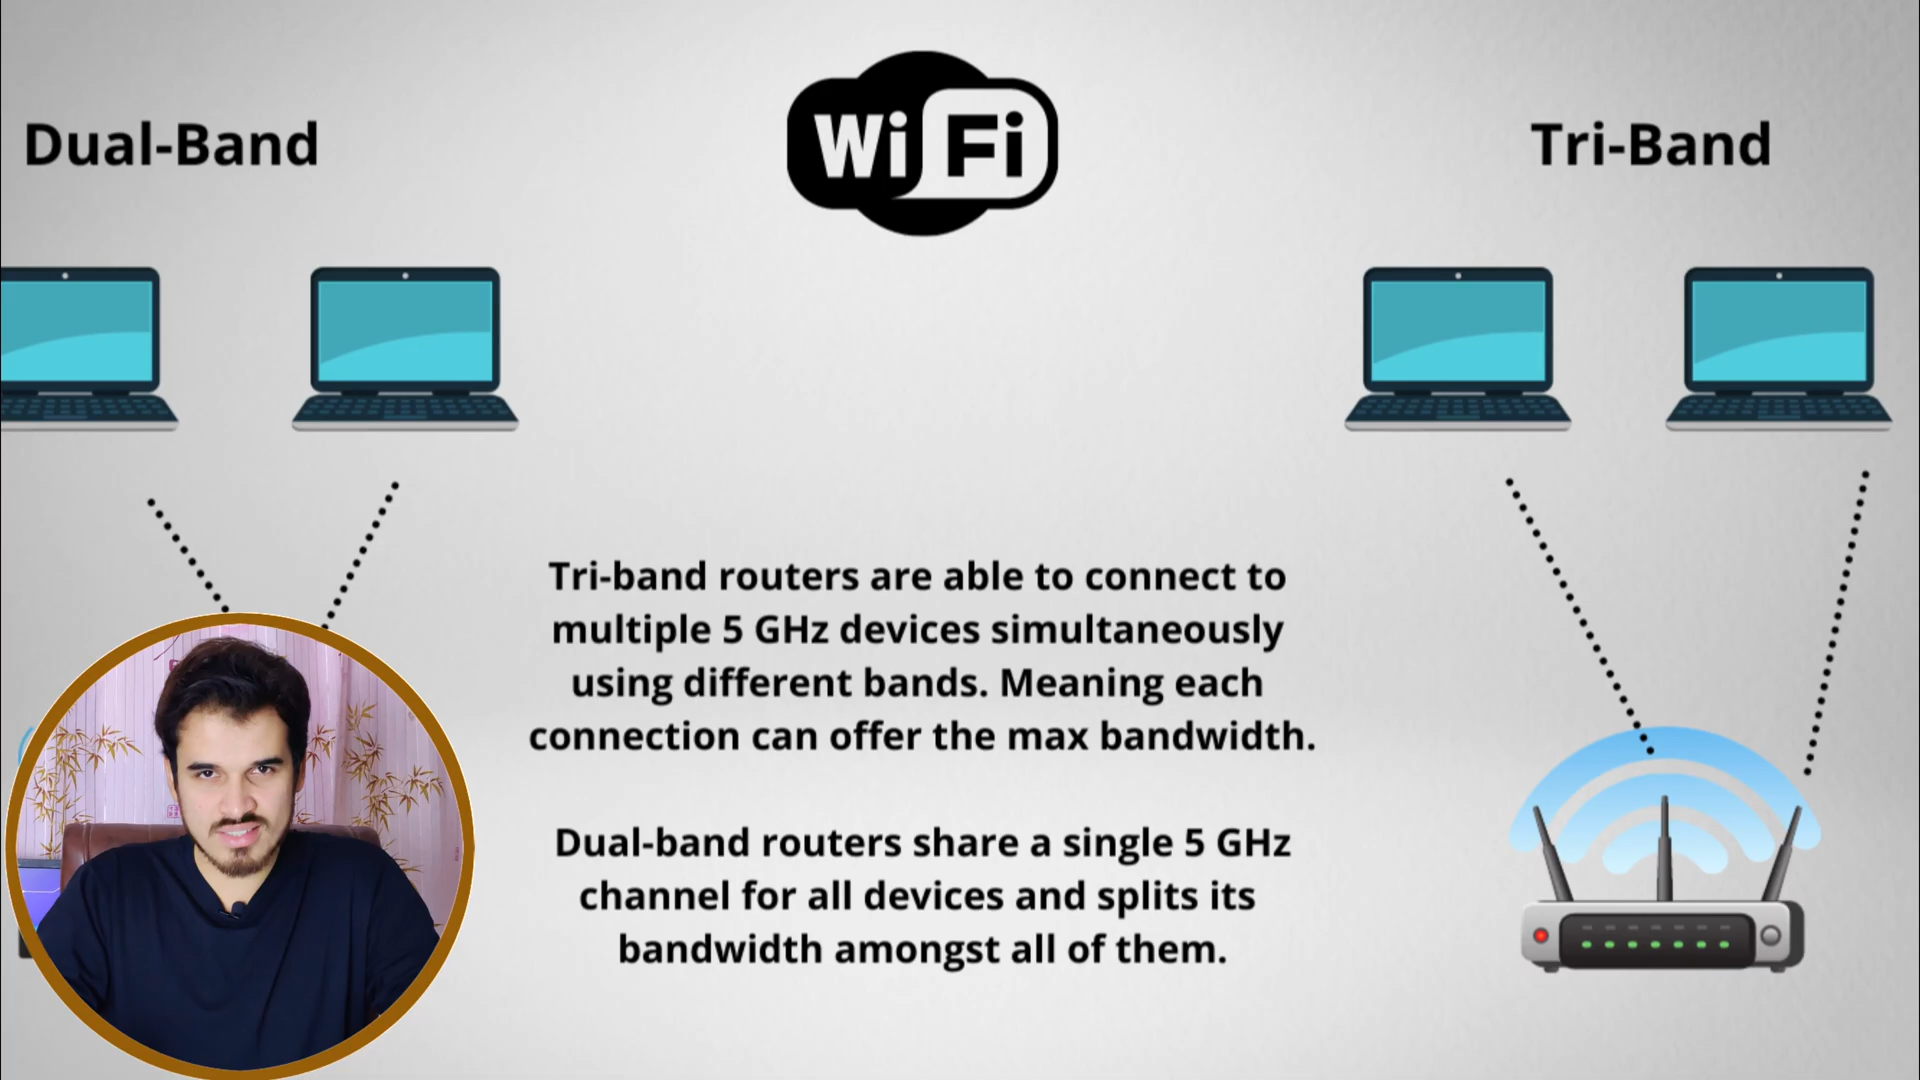 Dual-Band
Wi Fi
Tri-Band
Tri-band routers are able to connect to
multiple 5 GHz devices simultaneously
using different bands. Meaning each
connection can offer the max bandwidth.
Dual-band routers share a single 5 GHz
channel for all devices and splits its
bandwidth amongst all of them.